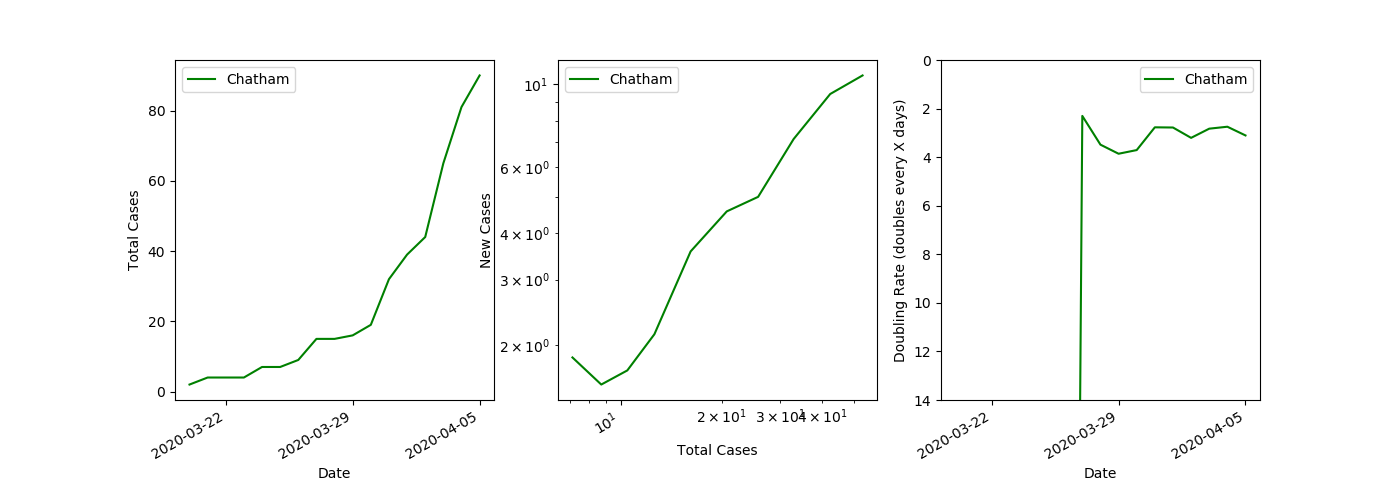 Chatham
Total Cases
80
60
40
20
0
2020-03-22
2020-03-29
2020-04-05
Date
Chatham
New Cases
10¹
6 × 10⁰
4 × 10⁰
3 × 10⁰
2 × 10⁰
10¹
2 × 10¹
3 × 10¹
4 × 10¹
Total Cases
Chatham
Doubling Rate (doubles every X days)
0
2
4
6
8
10
12
14
2020-03-22
2020-03-29
2020-04-05
Date